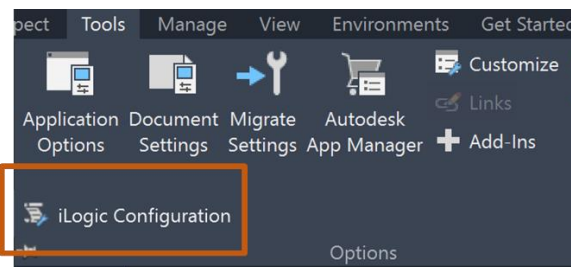 pect Tools Manage View Environments Get Started
Application Options
Document Settings
Migrate Settings
Autodesk App Manager
Customize
Links
Add-Ins
iLogic Configuration
Options